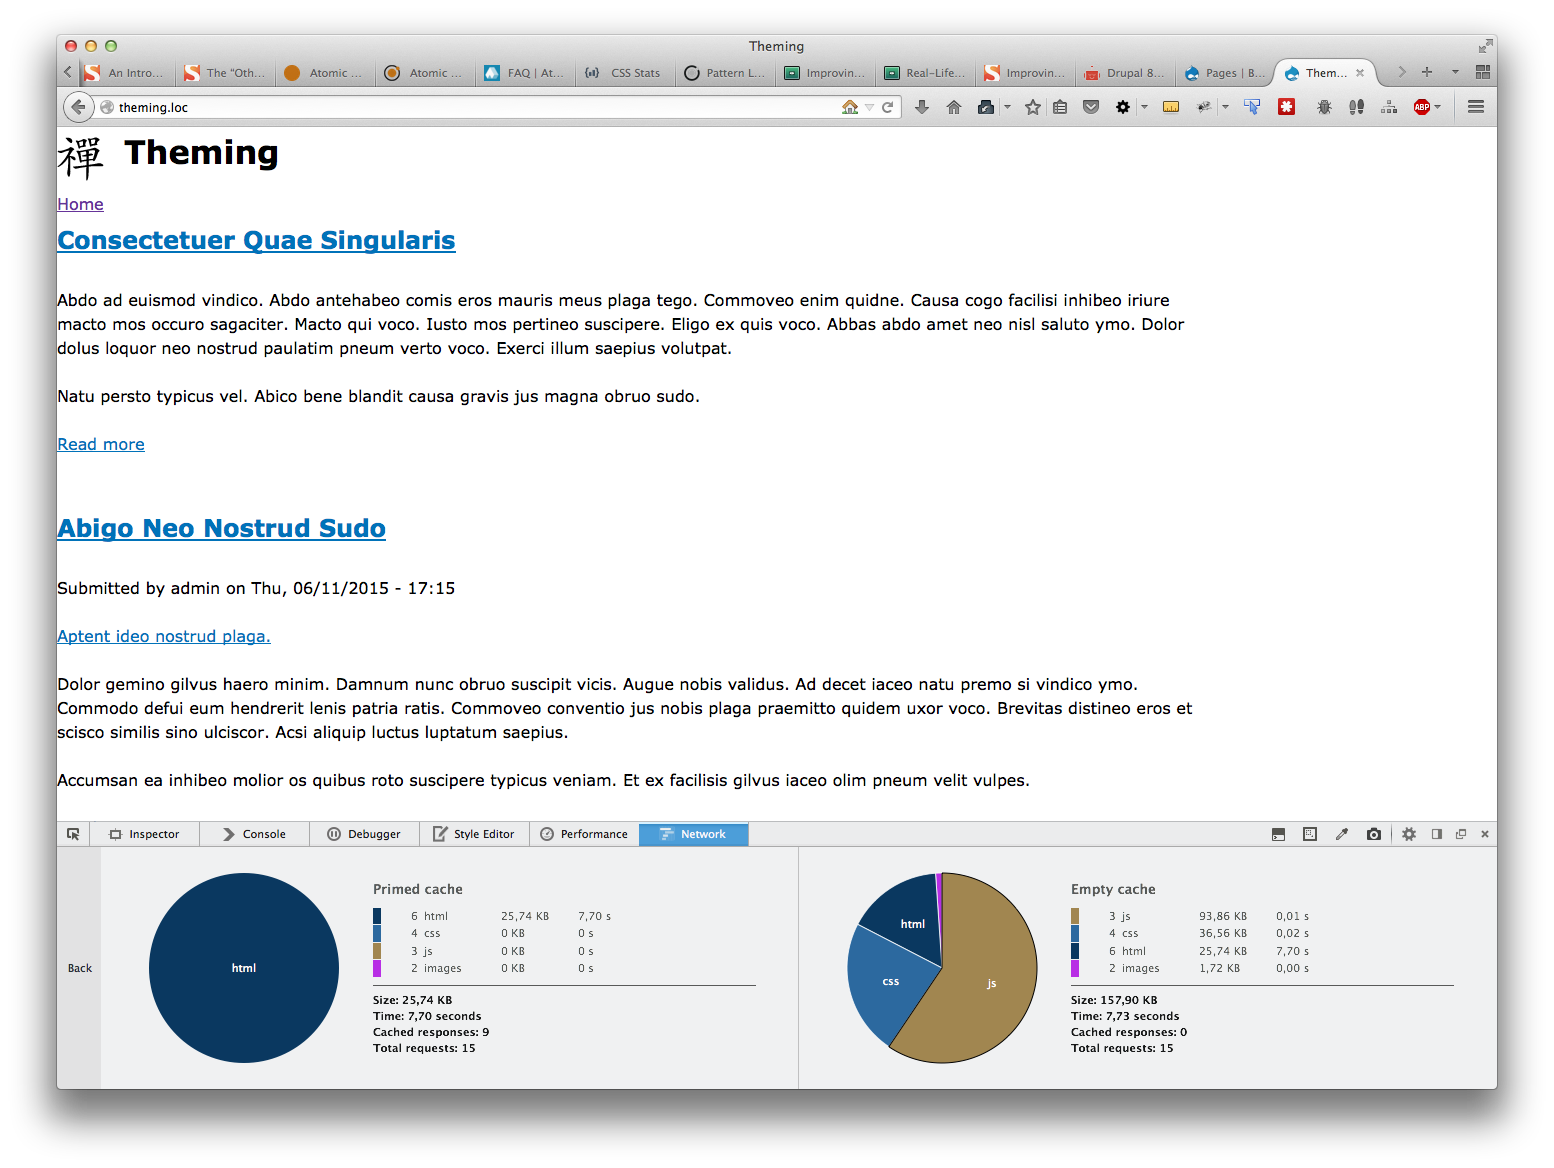 Theming
An Intro...
The "Oth...
Atomic ...
Atomic ...
FAQ | At...
{ıı} CSS Stats
Pattern L...
Improvin...
Real-Life...
Improvin...
Drupal 8...
Pages | B...
Them...
theming.loc
ABP
禪 Theming
Home
Consectetuer Quae Singularis
Abdo ad euismod vindico. Abdo antehabeo comis eros mauris meus plaga tego. Commoveo enim quidne. Causa cogo facilisi inhibeo iriure
macto mos occuro sagaciter. Macto qui voco. Iusto mos pertineo suscipere. Eligo ex quis voco. Abbas abdo amet neo nisl saluto ymo. Dolor
dolus loquor neo nostrud paulatim pneum verto voco. Exerci illum saepius volutpat.
Natu persto typicus vel. Abico bene blandit causa gravis jus magna obruo sudo.
Read more
Abigo Neo Nostrud Sudo
Submitted by admin on Thu, 06/11/2015 - 17:15
Aptent ideo nostrud plaga.
Dolor gemino gilvus haero minim. Damnum nunc obruo suscipit vicis. Augue nobis validus. Ad decet iaceo natu premo si vindico ymo.
Commodo defui eum hendrerit lenis patria ratis. Commoveo conventio jus nobis plaga praemitto quidem uxor voco. Brevitas distineo eros et
scisco similis sino ulciscor. Acsi aliquip luctus luptatum saepius.
Accumsan ea inhibeo molior os quibus roto suscipere typicus veniam. Et ex facilisis gilvus iaceo olim pneum velit vulpes.
Inspector
Console
Debugger
Style Editor
Performance
Network
Back
html
Primed cache
6 html 25,74 KB 7,70 s
4 css 0 KB 0 s
3 js 0 KB 0 s
2 images 0 KB 0 s
Size: 25,74 KB
Time: 7,70 seconds
Cached responses: 9
Total requests: 15
html
css
js
Empty cache
3 js 93,86 KB 0,01 s
4 css 36,56 KB 0,02 s
6 html 25,74 KB 7,70 s
2 images 1,72 KB 0,00 s
Size: 157,90 KB
Time: 7,73 seconds
Cached responses: 0
Total requests: 15